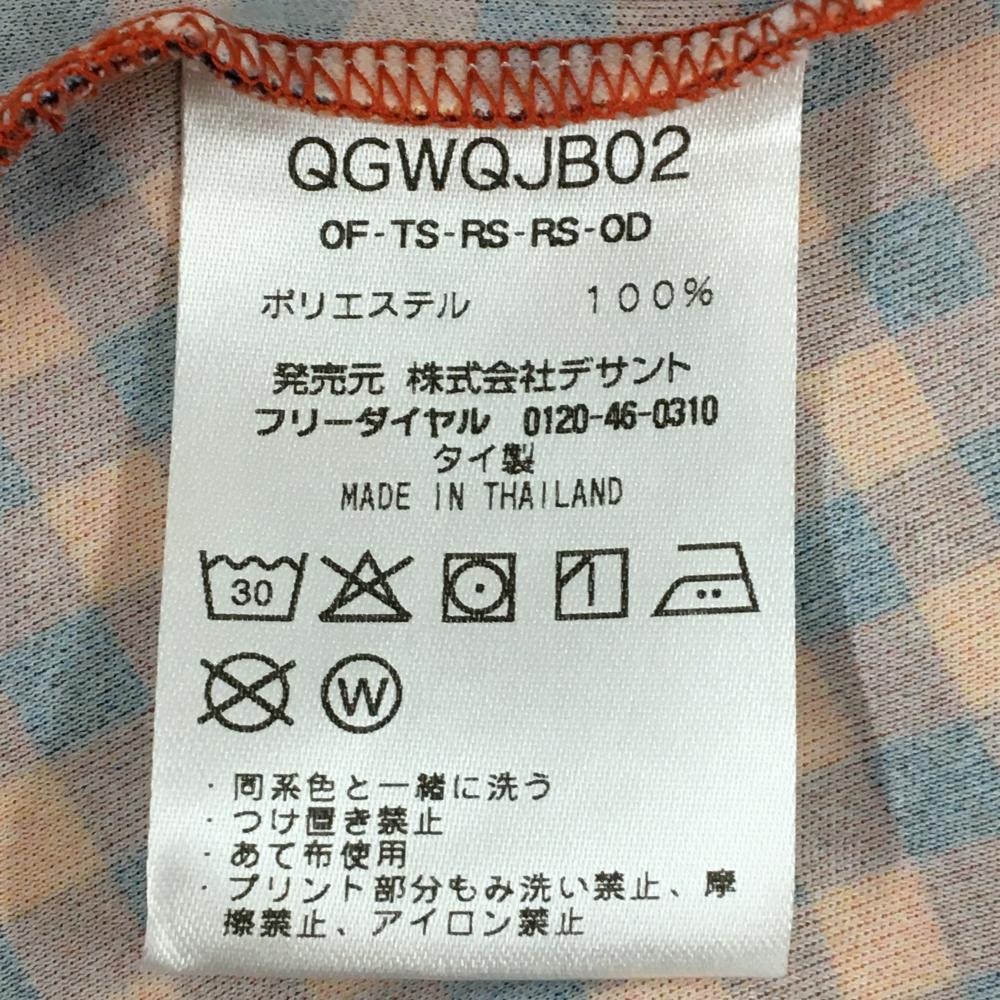 QGWQJB02
OF-TS-RS-RS-OD
ポリエステル 100%
発売元 株式会社デサント
フリーダイヤル 0120-46-0310
タイ製
MADE IN THAILAND
30
W
・同系色と一緒に洗う
・つけ置き禁止
・あて布使用
・プリント部分もみ洗い禁止、摩
擦禁止、アイロン禁止